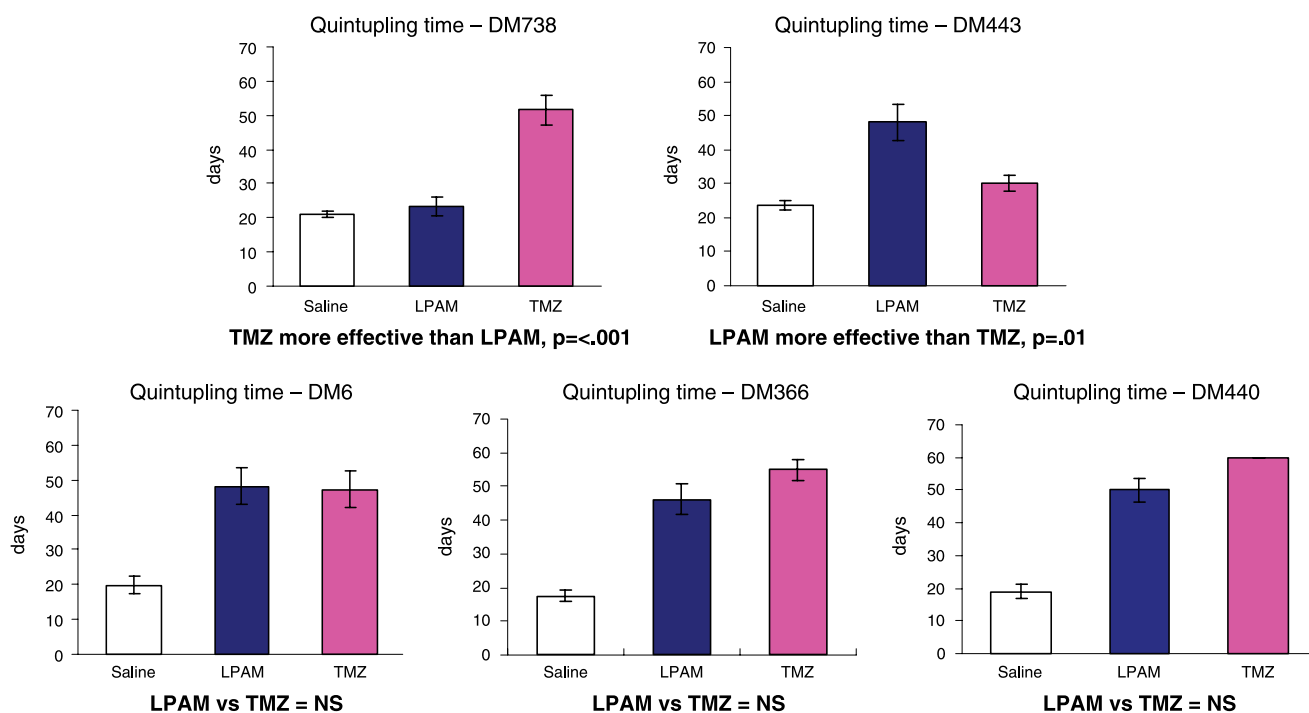 Quintupling time – DM738
70
60
50
40
30
20
10
0
days
Saline LPAM TMZ
TMZ more effective than LPAM, p=<.001
Quintupling time – DM443
70
60
50
40
30
20
10
0
days
Saline LPAM TMZ
LPAM more effective than TMZ, p=.01
Quintupling time – DM6
70
60
50
40
30
20
10
0
days
Saline LPAM TMZ
LPAM vs TMZ = NS
Quintupling time – DM366
70
60
50
40
30
20
10
0
days
Saline LPAM TMZ
LPAM vs TMZ = NS
Quintupling time – DM440
70
60
50
40
30
20
10
0
days
Saline LPAM TMZ
LPAM vs TMZ = NS